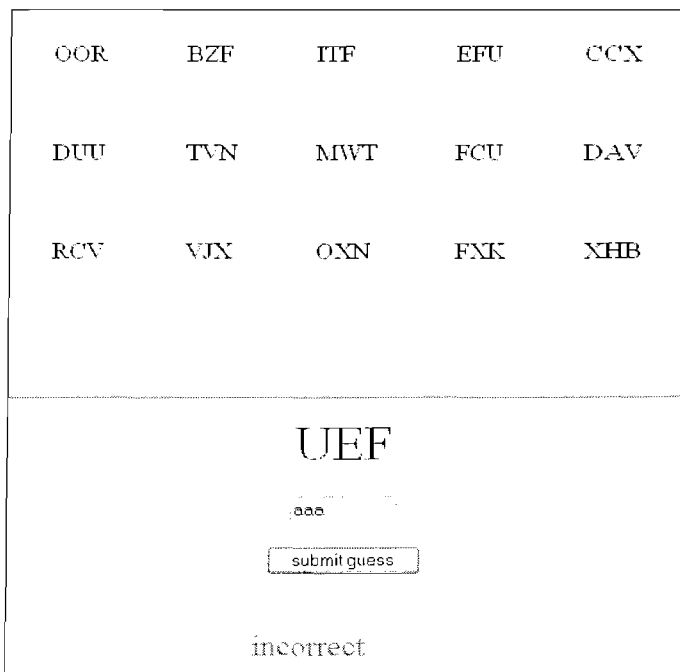 OOR BZF ITF EFU CCX
DUU TVN MWT FCU DAV
RCV VJX OXN FXK XHB
UEF
aaa
submit guess
incorrect